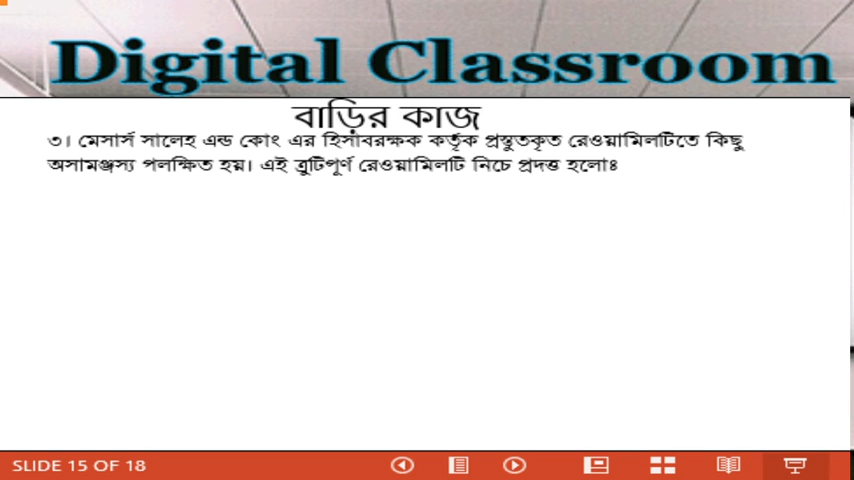 Digital Classroom
বাড়ির কাজ
৩। মেসার্স সালেহ এন্ড কোং এর হিসাবরক্ষক কর্তৃক প্রস্তুতকৃত রেওয়ামিলটিতে কিছু
অসামঞ্জস্য পলক্ষিত হয়। এই ত্রুটিপূর্ণ রেওয়ামিলটি নিচে প্রদত্ত হলোঃ
SLIDE 15 OF 18